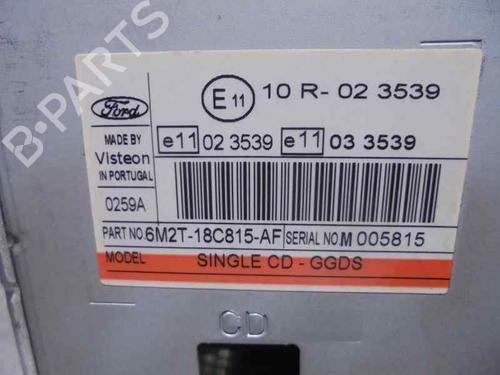 B-PARTS
Ford
E 11 10 R- 02 3539
MADE BY
Visteon
IN PORTUGAL
e11 02 3539 e11 03 3539
0259A
PART NO. 6M2T-18C815-AF SERIAL NO. M 005815
MODEL SINGLE CD - GGDS
CD